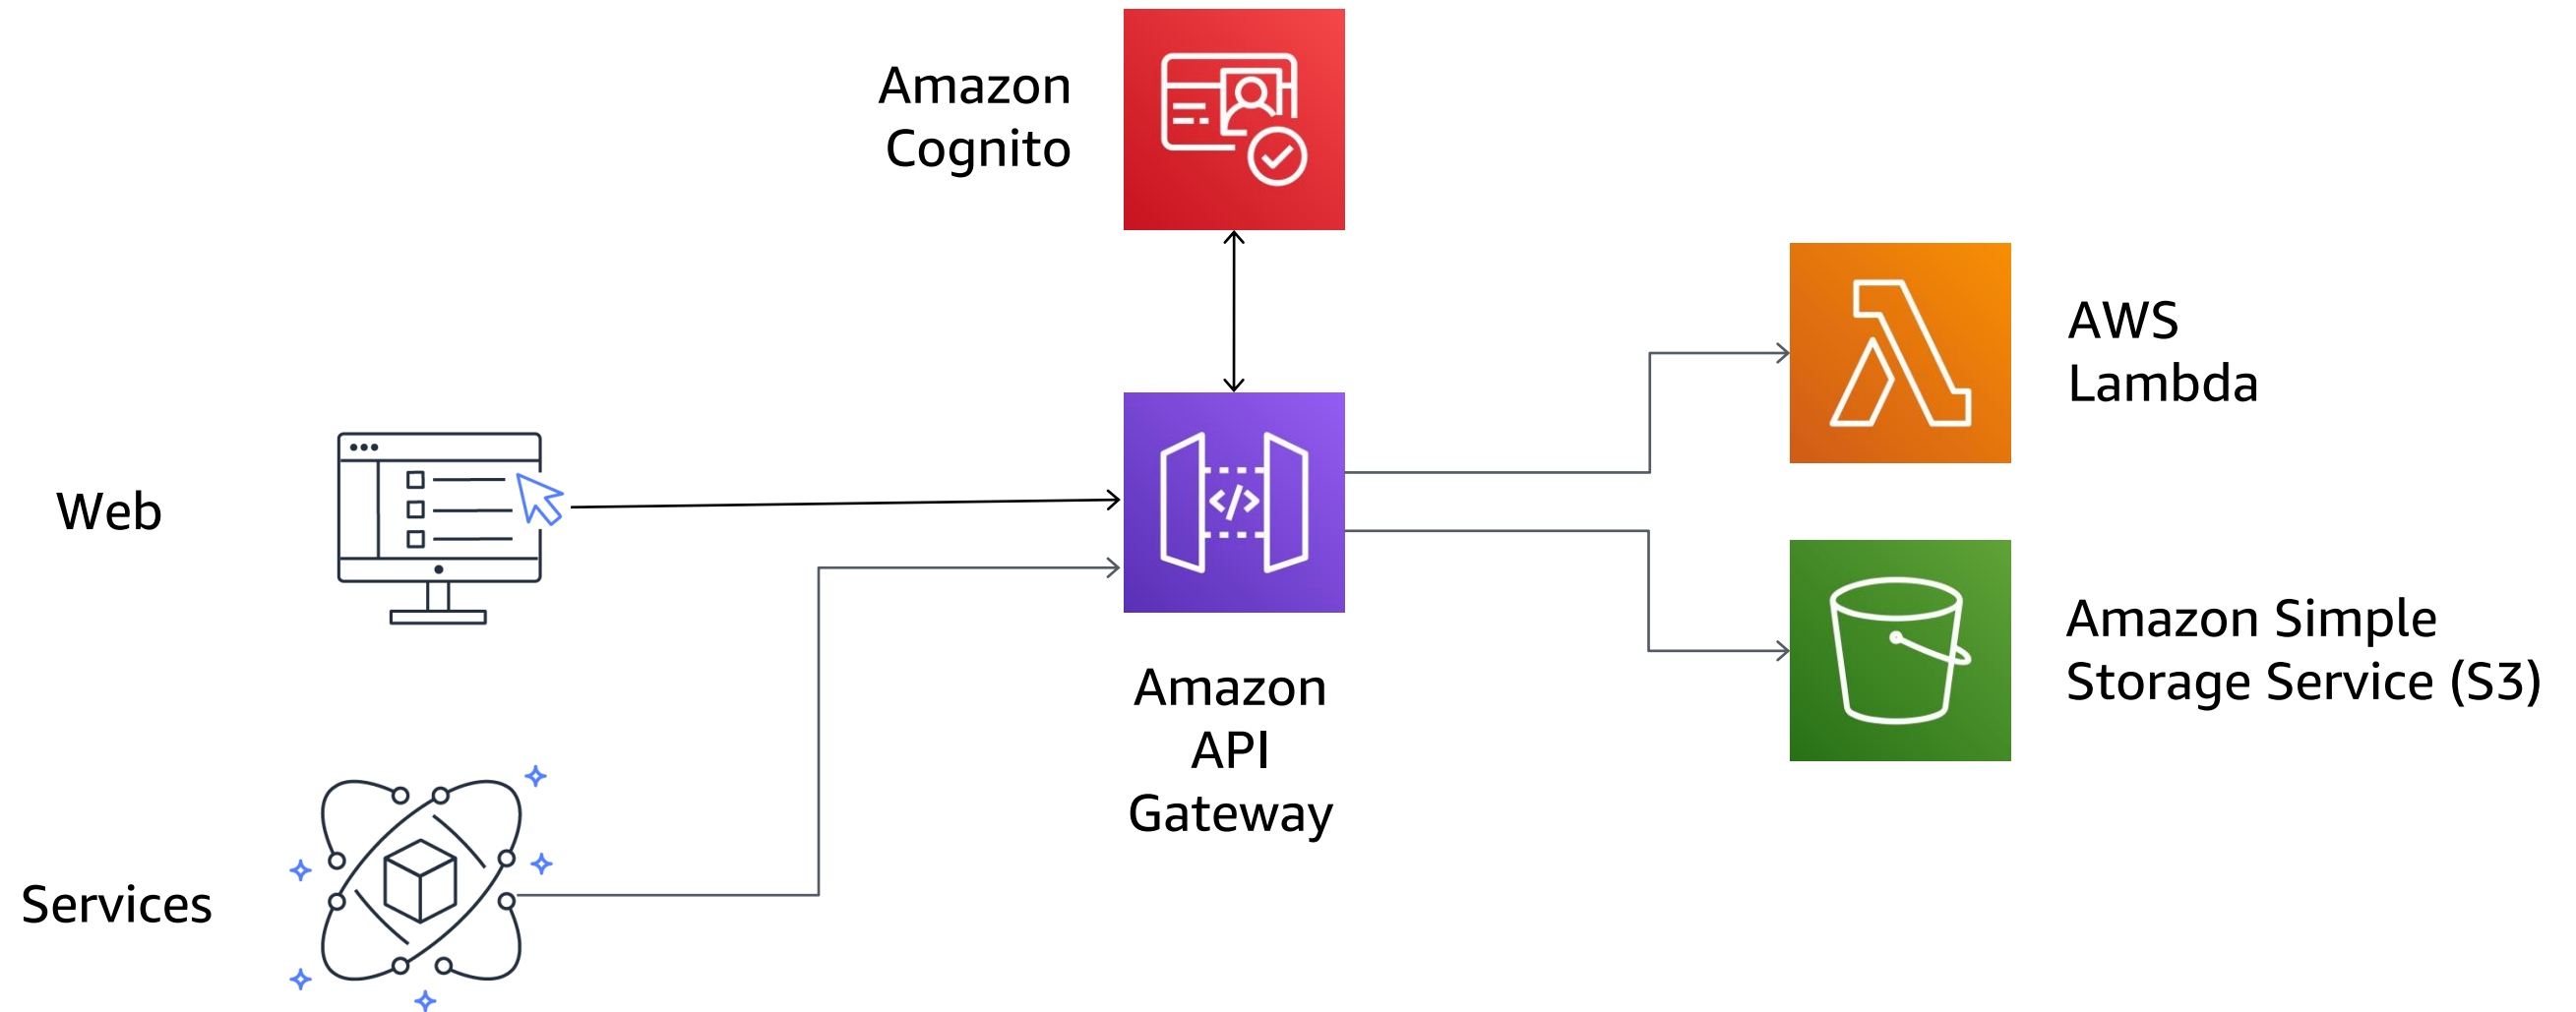 Amazon
Cognito
AWS
Lambda
Web
Amazon Simple
Storage Service (S3)
Amazon
API
Gateway
Services